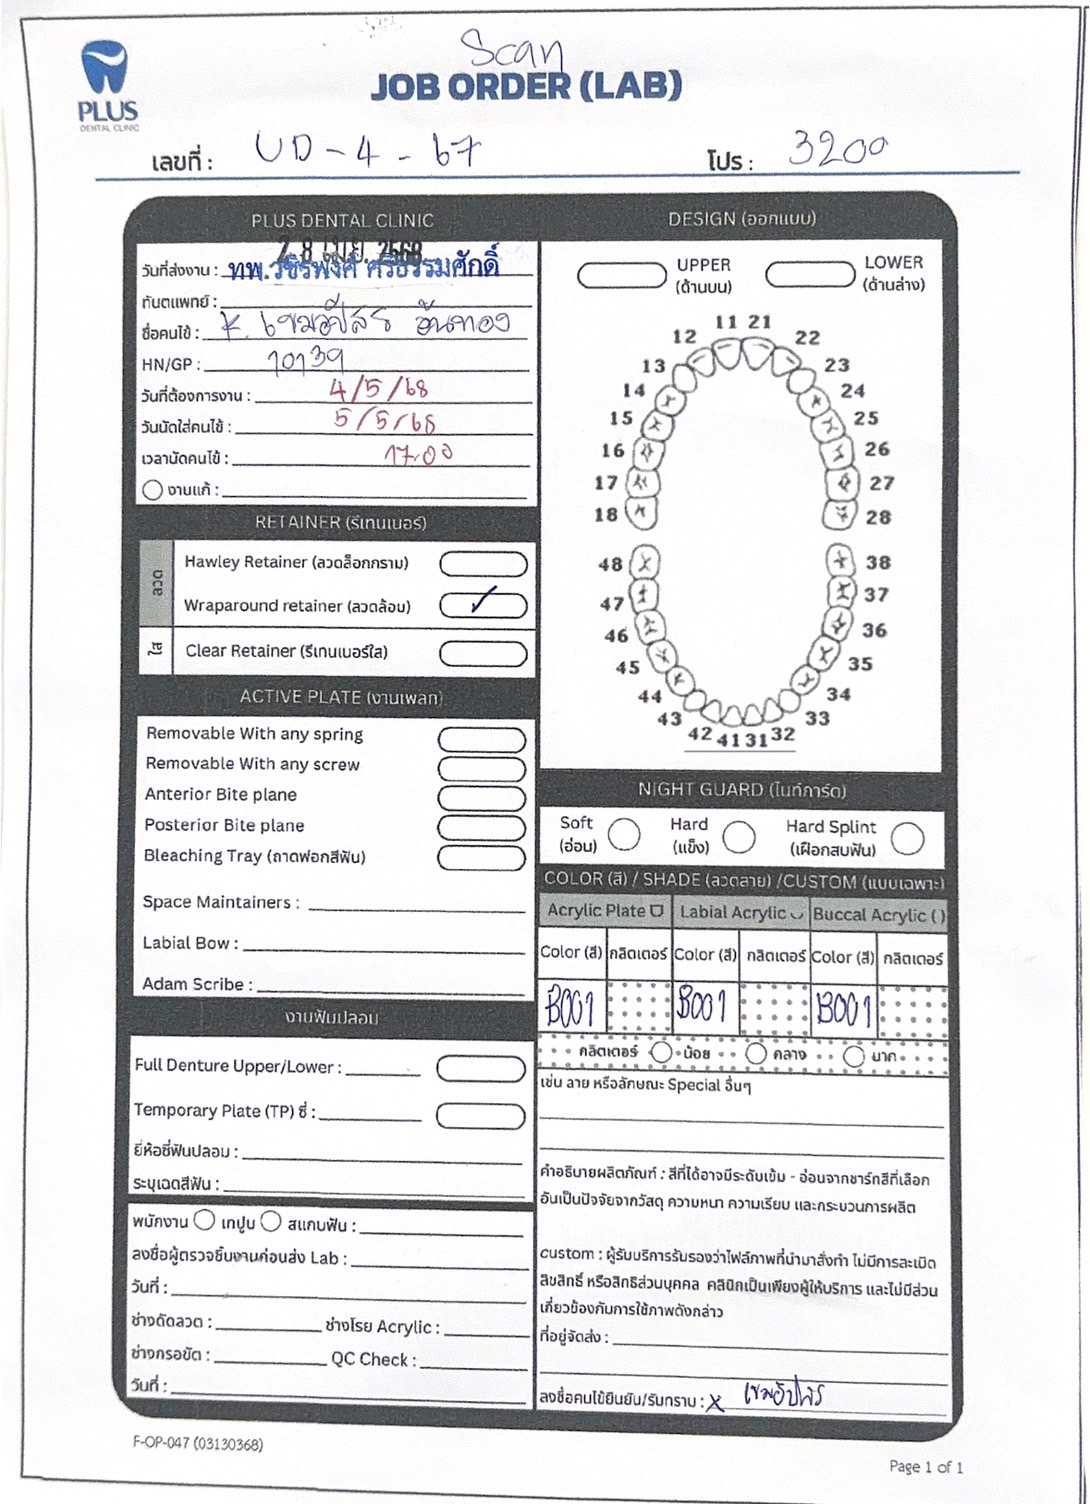 Scan
PLUS
DENTAL CLINIC
JOB ORDER (LAB)
เลขที่ : UD-4-67
โปร : 3200
PLUS DENTAL CLINIC
28 เม.ย. 2568
วันที่ส่งงาน : ทพ.วชิรพงศ์ ศรีธรรมศักดิ์
ทันตแพทย์ :
ชื่อคนไข้ : K. เขมอัปสร อ้นทอง
HN/GP : 10139
วันที่ต้องการงาน : 4/5/68
วันนัดใส่คนไข้ : 5/5/68
เวลานัดคนไข้ : 17.00
งานแก้ :
RETAINER (รีเทนเนอร์)
ลวด
Hawley Retainer (ลวดล็อกกราม)
Wraparound retainer (ลวดล้อม) ✓
ใส
Clear Retainer (รีเทนเนอร์ใส)
ACTIVE PLATE (งานเพลท)
Removable With any spring
Removable With any screw
Anterior Bite plane
Posterior Bite plane
Bleaching Tray (ถาดฟอกสีฟัน)
Space Maintainers :
Labial Bow :
Adam Scribe :
งานฟันปลอม
Full Denture Upper/Lower :
Temporary Plate (TP) ซี่ :
ยี่ห้อซี่ฟันปลอม :
ระบุเฉดสีฟัน :
พนักงาน เทปูน สแกนฟัน :
ลงชื่อผู้ตรวจชิ้นงานก่อนส่ง Lab :
วันที่ :
ช่างดัดลวด : ช่างโรย Acrylic :
ช่างกรอขัด : QC Check :
วันที่ :
DESIGN (ออกแบบ)
UPPER
(ด้านบน)
LOWER
(ด้านล่าง)
11 21
12 22
13 23
14 24
15 25
16 26
17 27
18 28
48 38
47 37
46 36
45 35
44 34
43 33
42 41 31 32
NIGHT GUARD (ไนท์การ์ด)
Soft
(อ่อน)
Hard
(แข็ง)
Hard Splint
(เฝือกสบฟัน)
COLOR (สี) / SHADE (ลวดลาย) /CUSTOM (แบบเฉพาะ)
Acrylic Plate Labial Acrylic Buccal Acrylic ( )
Color (สี) กลิตเตอร์ Color (สี) กลิตเตอร์ Color (สี) กลิตเตอร์
B001 B001 B001
กลิตเตอร์ น้อย กลาง มาก
เช่น ลาย หรือลักษณะ Special อื่นๆ
คำอธิบายผลิตภัณฑ์ : สีที่ได้อาจมีระดับเข้ม - อ่อนจากชาร์ทสีที่เลือก
อันเป็นปัจจัยจากวัสดุ ความหนา ความเรียบ และกระบวนการผลิต
custom : ผู้รับบริการรับรองว่าไฟล์ภาพที่นำมาสั่งทำ ไม่มีการละเมิด
ลิขสิทธิ์ หรือสิทธิส่วนบุคคล คลินิกเป็นเพียงผู้ให้บริการ และไม่มีส่วน
เกี่ยวข้องกับการใช้ภาพดังกล่าว
ที่อยู่จัดส่ง :
ลงชื่อคนไข้ยืนยัน/รับทราบ : x เขมอัปสร
F-OP-047 (03130368)
Page 1 of 1